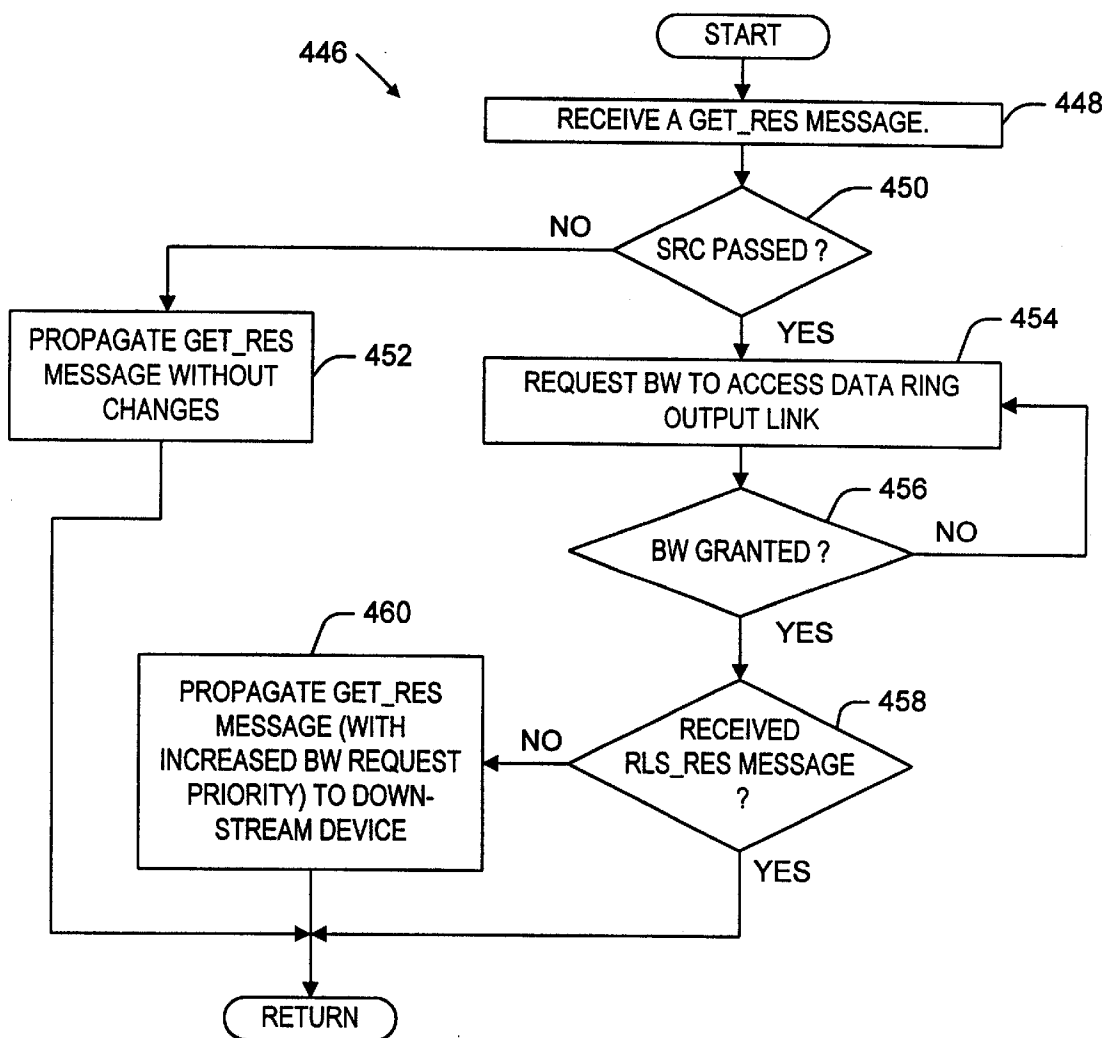 START
446
RECEIVE A GET_RES MESSAGE.
448
450
NO
SRC PASSED ?
YES
454
PROPAGATE GET_RES
MESSAGE WITHOUT
CHANGES
452
REQUEST BW TO ACCESS DATA RING
OUTPUT LINK
456
BW GRANTED ?
NO
YES
460
PROPAGATE GET_RES
MESSAGE (WITH
INCREASED BW REQUEST
PRIORITY) TO DOWN-
STREAM DEVICE
NO
458
RECEIVED
RLS_RES MESSAGE
?
YES
RETURN